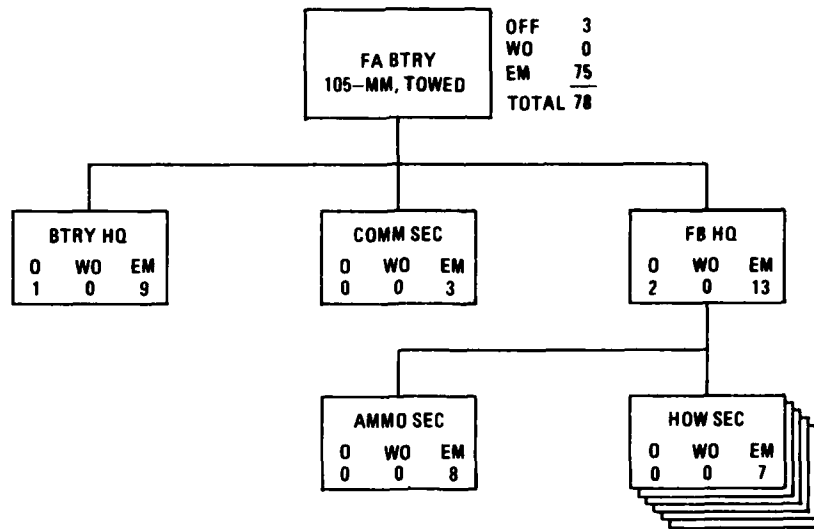 FA BTRY
105-MM, TOWED
OFF 3
WO 0
EM 75
TOTAL 78
BTRY HQ
O WO EM
1 0 9
COMM SEC
O WO EM
0 0 3
FB HQ
O WO EM
2 0 13
AMMO SEC
O WO EM
0 0 8
HOW SEC
O WO EM
0 0 7